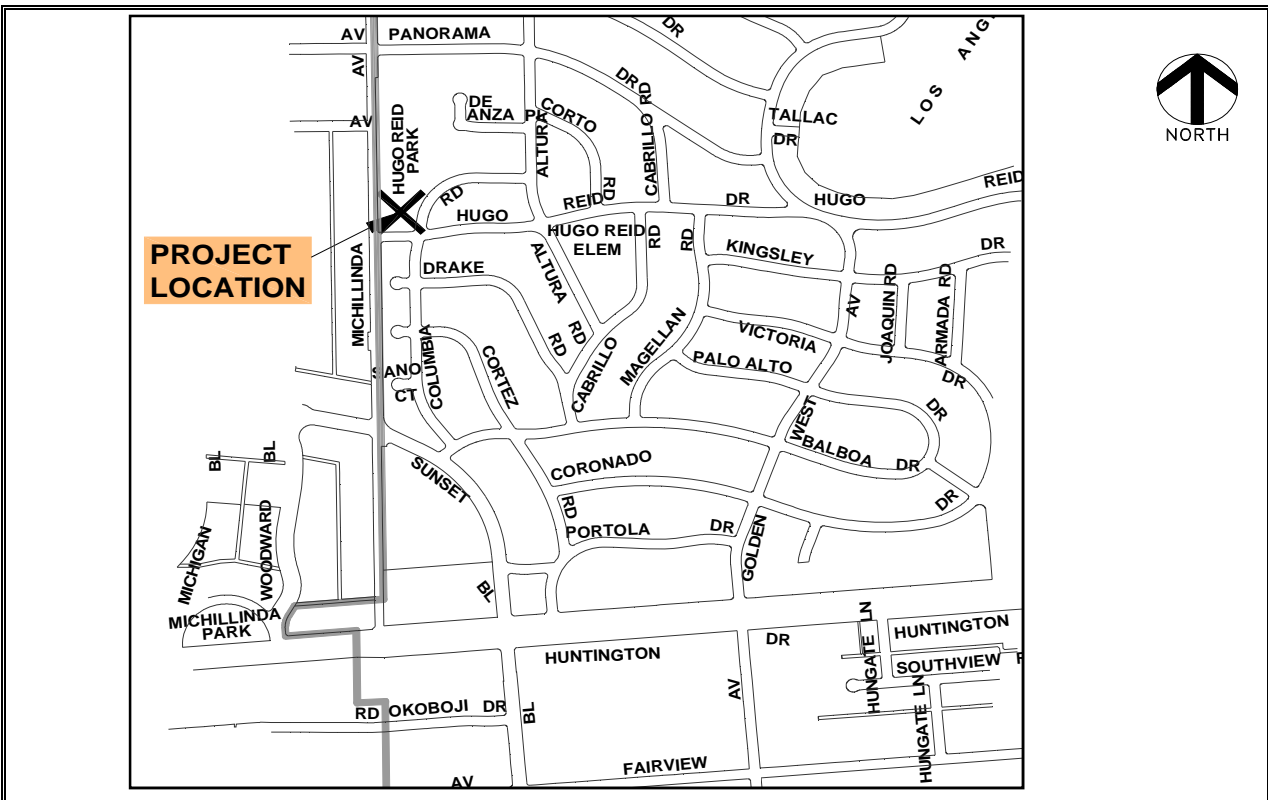 AV PANORAMA
AV
DR
LOS ANG
NORTH
DE
ANZA PL
CORTO
RD
TALLAC
DR
AV
HUGO REID
PARK
ALTURA
CABRILLO RD
RD
HUGO
REID
DR
HUGO
REID
HUGO REID
ELEM
RD
RD
KINGSLEY
DR
PROJECT
LOCATION
MICHILLINDA
DRAKE
RD
ALTURA
RD
AV
JOAQUIN RD
ARMADA RD
VICTORIA
DR
PALO ALTO
DR
SANO
CT
COLUMBIA
CORTEZ
CABRILLO
MAGELLAN
WEST
BALBOA DR
BL
BL
SUNSET
CORONADO
DR
RD
PORTOLA DR
GOLDEN
MICHIGAN
WOODWARD
BL
MICHILLINDA
PARK
HUNTINGTON
DR
HUNGATE LN
HUNTINGTON
SOUTHVIEW
AV
HUNGATE LN
RD OKOBOJI DR
BL
FAIRVIEW
AV